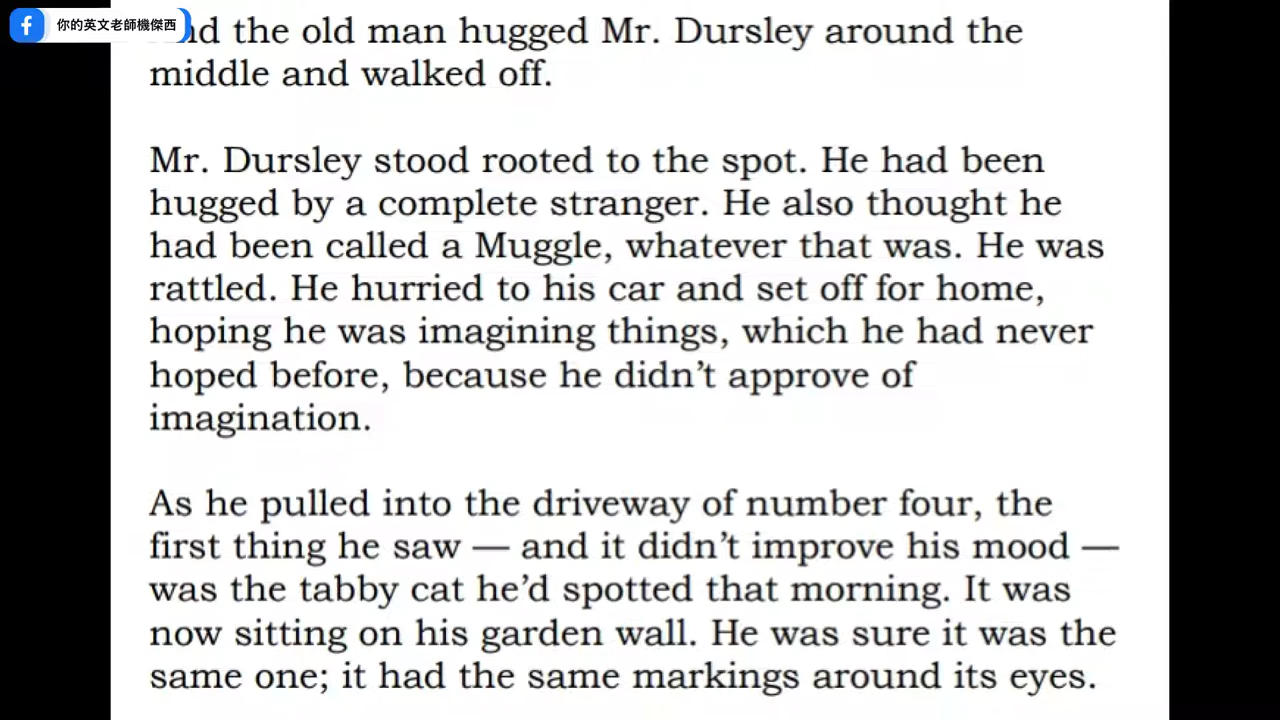 你的英文老師機傑西
nd the old man hugged Mr. Dursley around the
middle and walked off.
Mr. Dursley stood rooted to the spot. He had been
hugged by a complete stranger. He also thought he
had been called a Muggle, whatever that was. He was
rattled. He hurried to his car and set off for home,
hoping he was imagining things, which he had never
hoped before, because he didn’t approve of
imagination.
As he pulled into the driveway of number four, the
first thing he saw — and it didn’t improve his mood —
was the tabby cat he’d spotted that morning. It was
now sitting on his garden wall. He was sure it was the
same one; it had the same markings around its eyes.